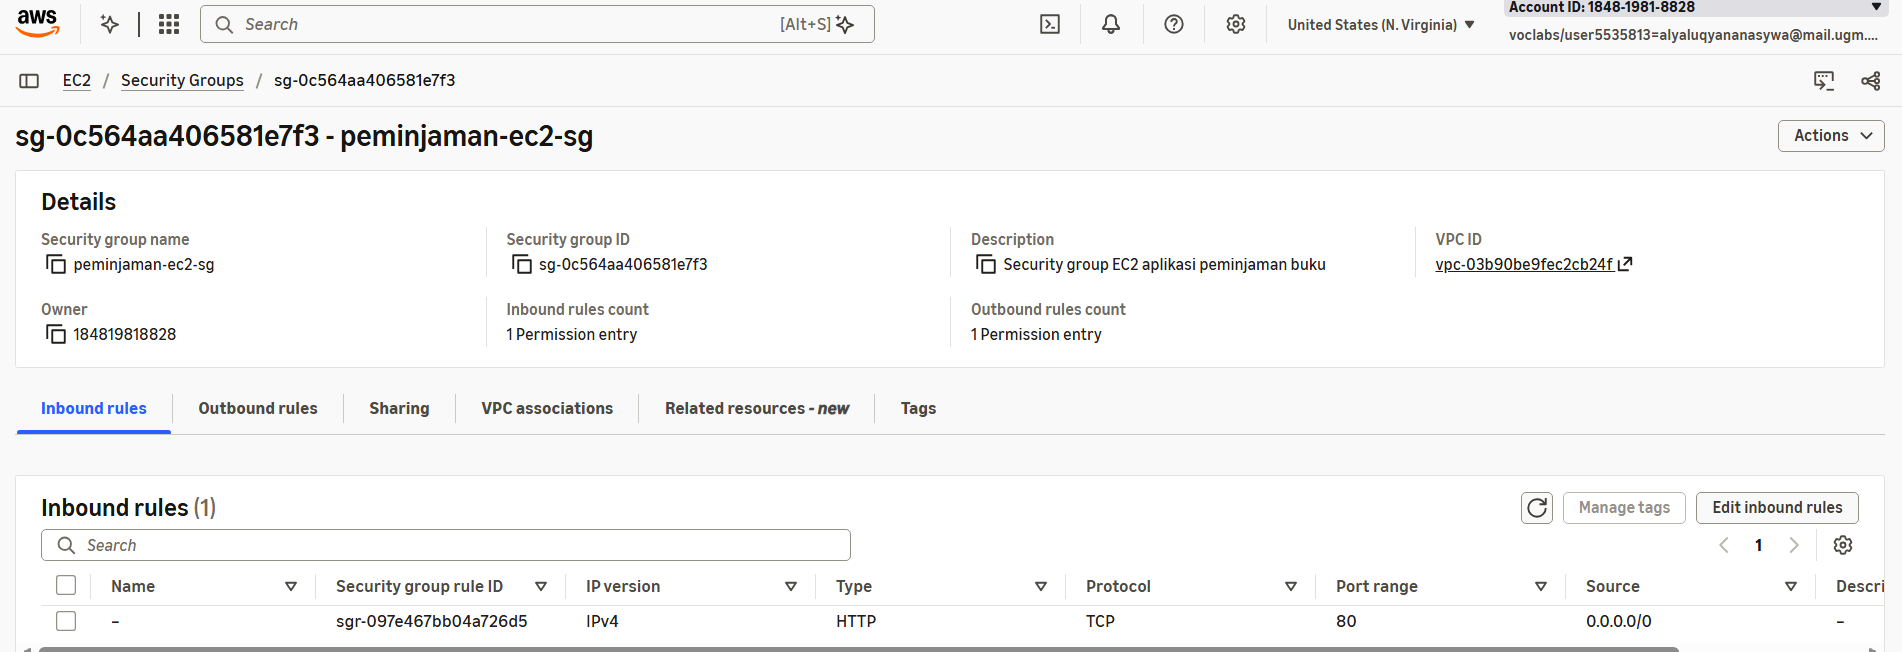 aws
Search [Alt+S]
United States (N. Virginia)
Account ID: 1848-1981-8828
voclabs/user5535813=alyaluqyananasywa@mail.ugm....
EC2 / Security Groups / sg-0c564aa406581e7f3
sg-0c564aa406581e7f3 - peminjaman-ec2-sg
Actions
Details
Security group name
peminjaman-ec2-sg
Security group ID
sg-0c564aa406581e7f3
Description
Security group EC2 aplikasi peminjaman buku
VPC ID
vpc-03b90be9fec2cb24f
Owner
184819818828
Inbound rules count
1 Permission entry
Outbound rules count
1 Permission entry
Inbound rules Outbound rules Sharing VPC associations Related resources - new Tags
Inbound rules (1)
Manage tags Edit inbound rules
Search
1
Name Security group rule ID IP version Type Protocol Port range Source Descri
– sgr-097e467bb04a726d5 IPv4 HTTP TCP 80 0.0.0.0/0 –